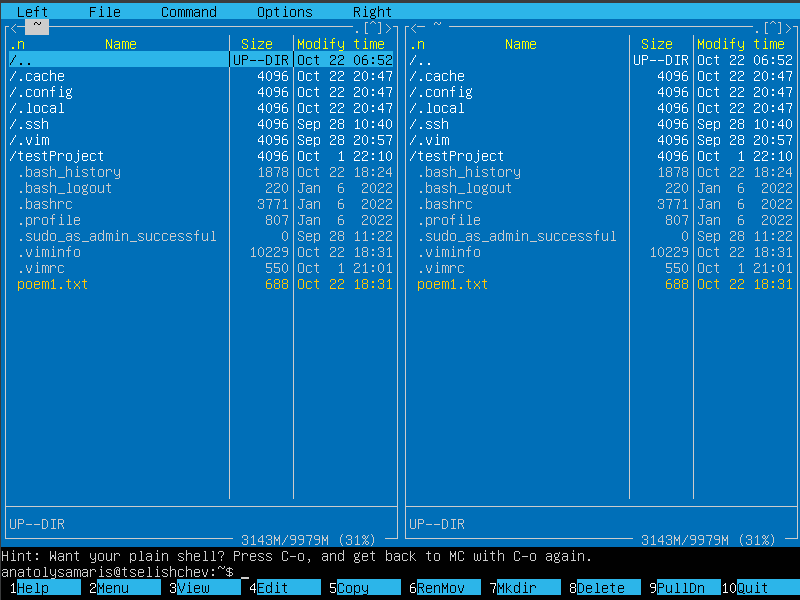 Left File Command Options Right
<─ ~ .[^]> <─ ~ .[^]>
.n Name Size Modify time .n Name Size Modify time
/.. UP--DIR Oct 22 06:52 /.. UP--DIR Oct 22 06:52
/.cache 4096 Oct 22 20:47 /.cache 4096 Oct 22 20:47
/.config 4096 Oct 22 20:47 /.config 4096 Oct 22 20:47
/.local 4096 Oct 22 20:47 /.local 4096 Oct 22 20:47
/.ssh 4096 Sep 28 10:40 /.ssh 4096 Sep 28 10:40
/.vim 4096 Sep 28 20:57 /.vim 4096 Sep 28 20:57
/testProject 4096 Oct 1 22:10 /testProject 4096 Oct 1 22:10
.bash_history 1878 Oct 22 18:24 .bash_history 1878 Oct 22 18:24
.bash_logout 220 Jan 6 2022 .bash_logout 220 Jan 6 2022
.bashrc 3771 Jan 6 2022 .bashrc 3771 Jan 6 2022
.profile 807 Jan 6 2022 .profile 807 Jan 6 2022
.sudo_as_admin_successful 0 Sep 28 11:22 .sudo_as_admin_successful 0 Sep 28 11:22
.viminfo 10229 Oct 22 18:31 .viminfo 10229 Oct 22 18:31
.vimrc 550 Oct 1 21:01 .vimrc 550 Oct 1 21:01
poem1.txt 688 Oct 22 18:31 poem1.txt 688 Oct 22 18:31
UP--DIR UP--DIR
3143M/9979M (31%) 3143M/9979M (31%)
Hint: Want your plain shell? Press C-o, and get back to MC with C-o again.
anatolysamaris@tselishchev:~$ _
1Help 2Menu 3View 4Edit 5Copy 6RenMov 7Mkdir 8Delete 9PullDn 10Quit